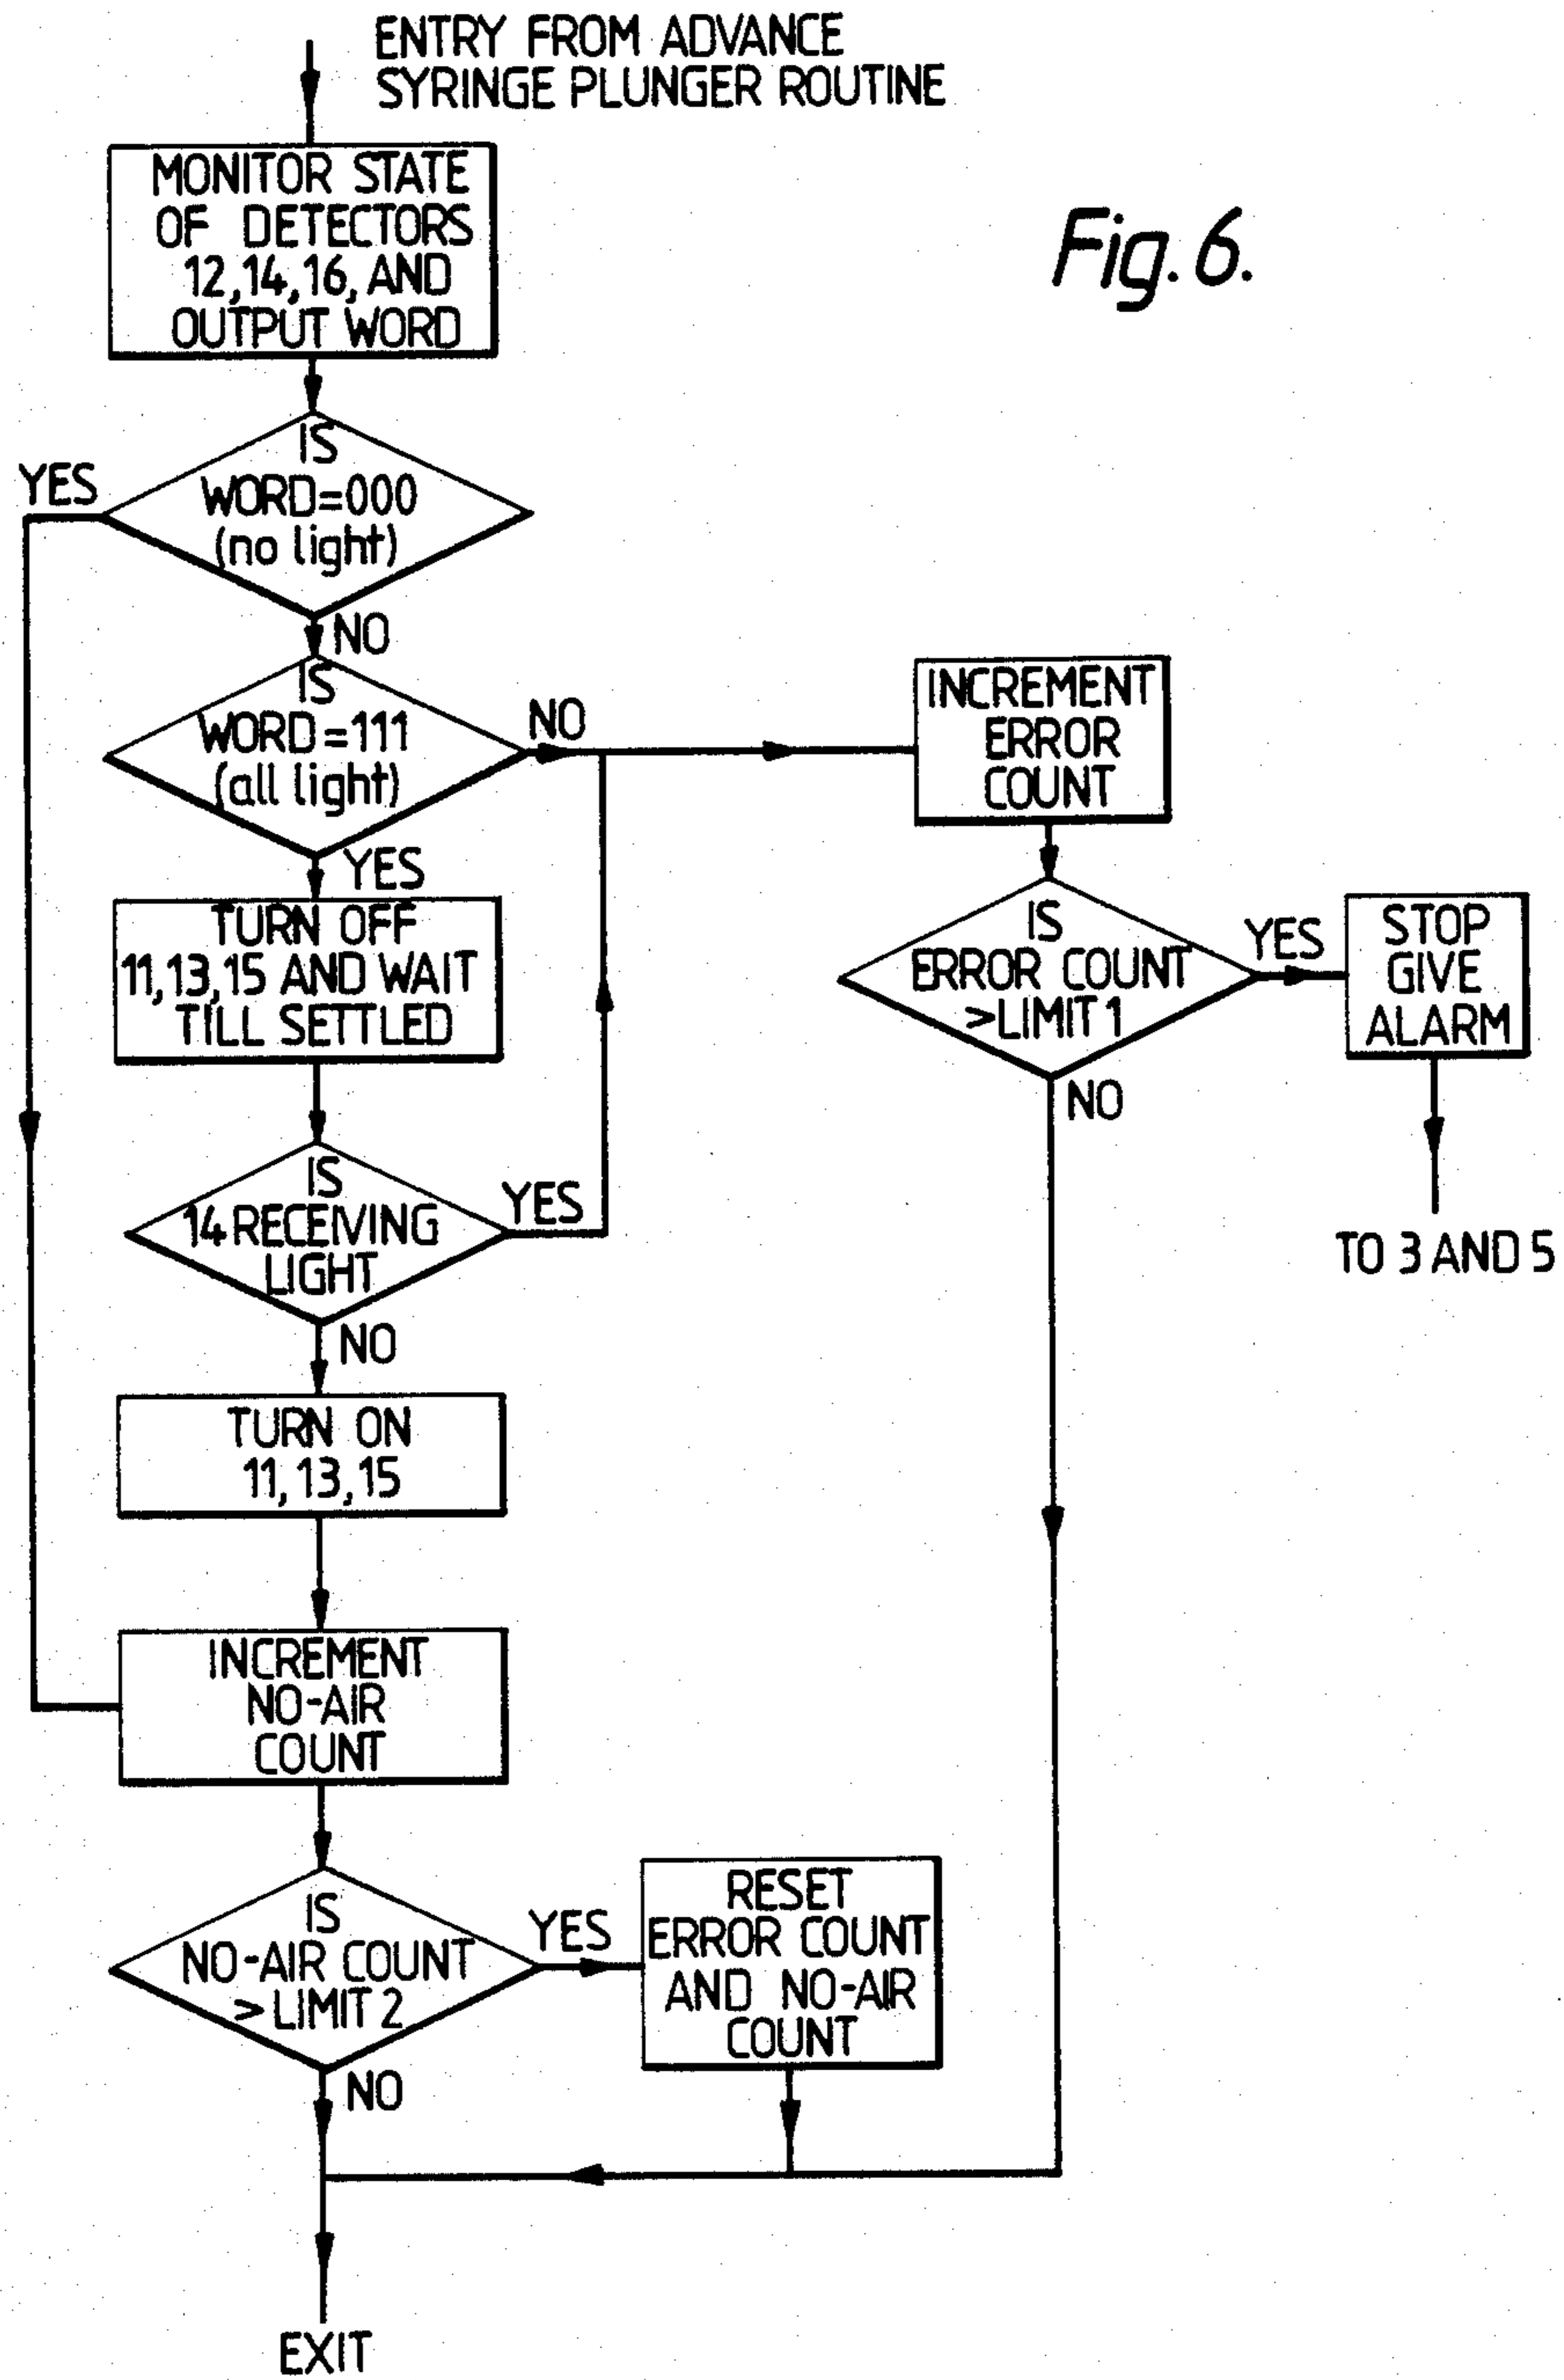 ENTRY FROM ADVANCE
SYRINGE PLUNGER ROUTINE
Fig. 6.
MONITOR STATE
OF DETECTORS
12, 14, 16, AND
OUTPUT WORD
IS
WORD=000
(no light)
YES
NO
IS
WORD=111
(all light)
NO
YES
INCREMENT
ERROR
COUNT
TURN OFF
11, 13, 15 AND WAIT
TILL SETTLED
IS
ERROR COUNT
>LIMIT 1
YES
NO
STOP
GIVE
ALARM
TO 3 AND 5
IS
14 RECEIVING
LIGHT
YES
NO
TURN ON
11, 13, 15
INCREMENT
NO-AIR
COUNT
IS
NO-AIR COUNT
> LIMIT 2
YES
NO
RESET
ERROR COUNT
AND NO-AIR
COUNT
EXIT